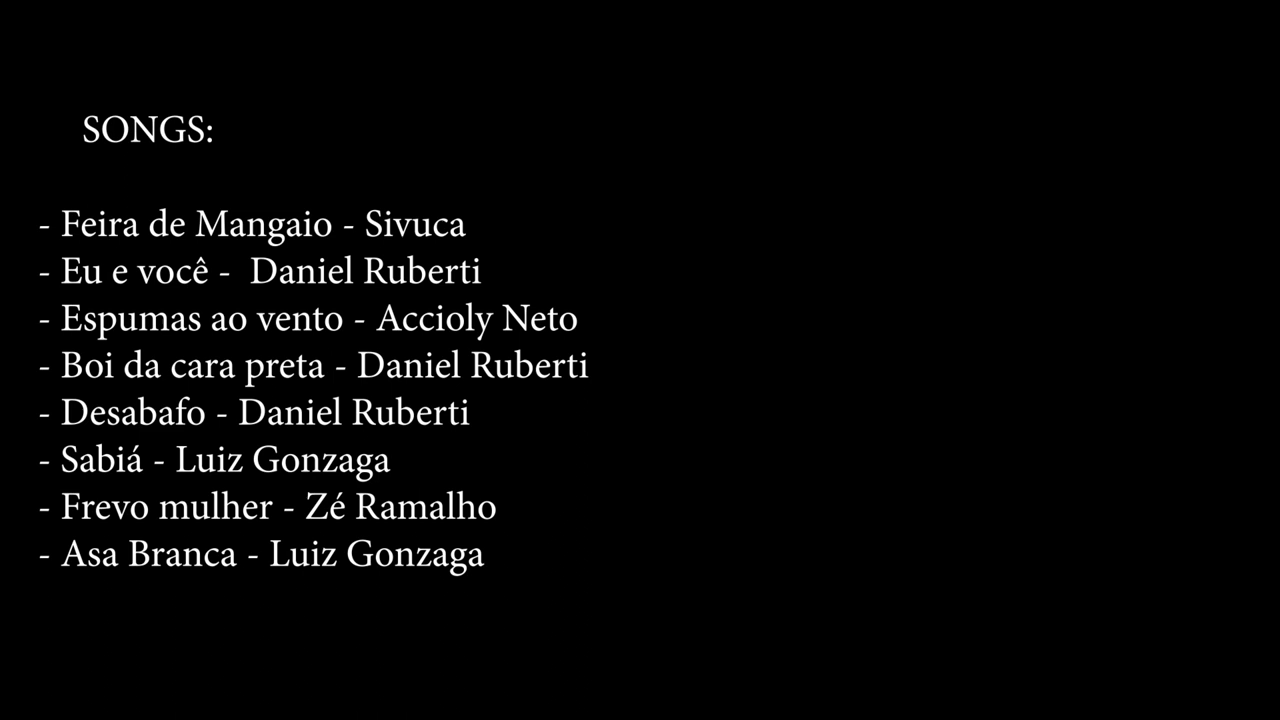 SONGS:
- Feira de Mangaio - Sivuca
- Eu e você -  Daniel Ruberti
- Espumas ao vento - Accioly Neto
- Boi da cara preta - Daniel Ruberti
- Desabafo - Daniel Ruberti
- Sabiá - Luiz Gonzaga
- Frevo mulher - Zé Ramalho
- Asa Branca - Luiz Gonzaga